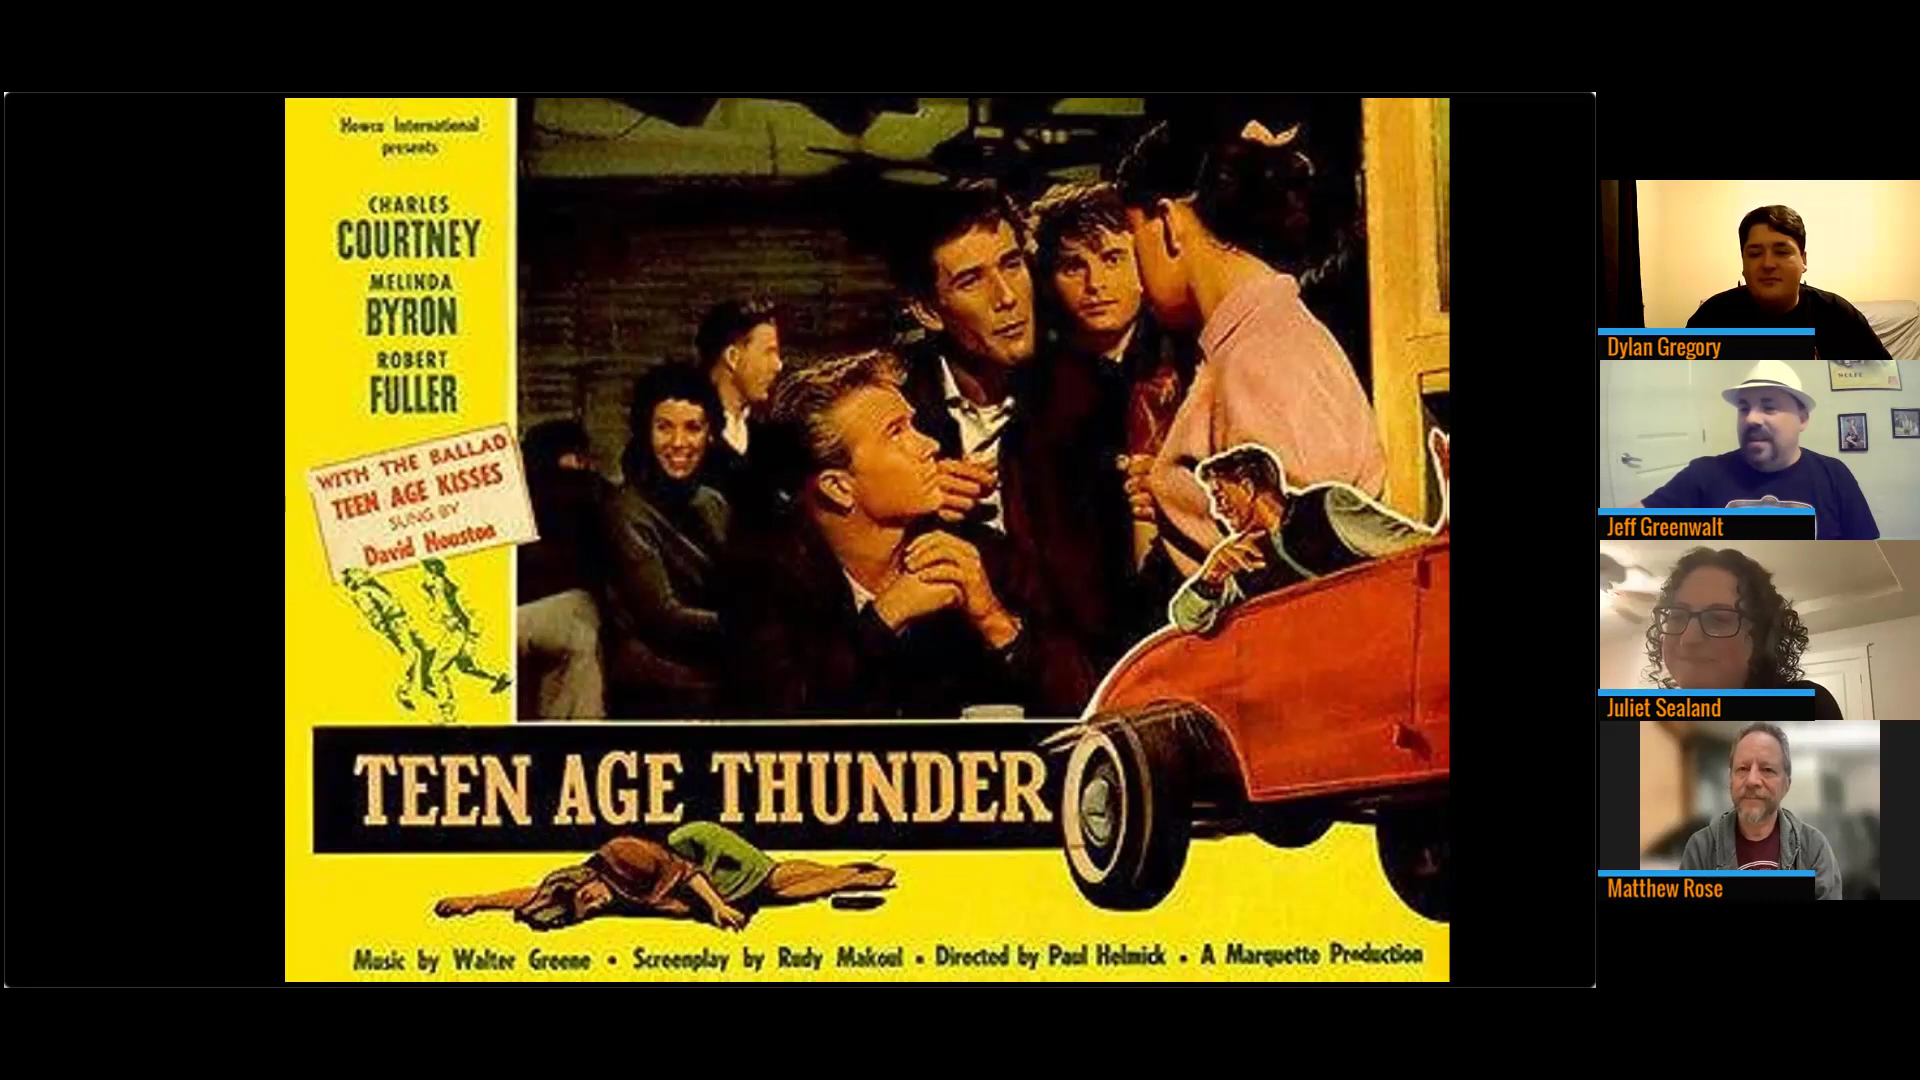 Howco International
presents
CHARLES
COURTNEY
MELINDA
BYRON
ROBERT
FULLER
WITH THE BALLAD
TEEN AGE KISSES
SUNG BY
David Houston
TEEN AGE THUNDER
Music by Walter Greene • Screenplay by Rudy Makoul • Directed by Paul Helmick • A Marquette Production
Dylan Gregory
Jeff Greenwalt
Juliet Sealand
Matthew Rose